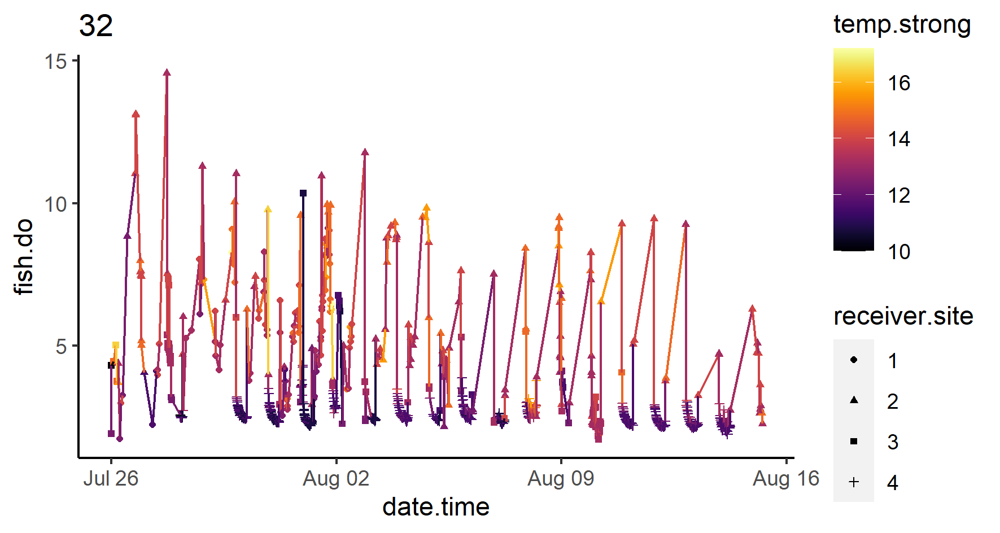 32
temp.strong
16
14
12
10
receiver.site
1
2
3
4
fish.do
15
10
5
Jul 26
Aug 02
Aug 09
Aug 16
date.time